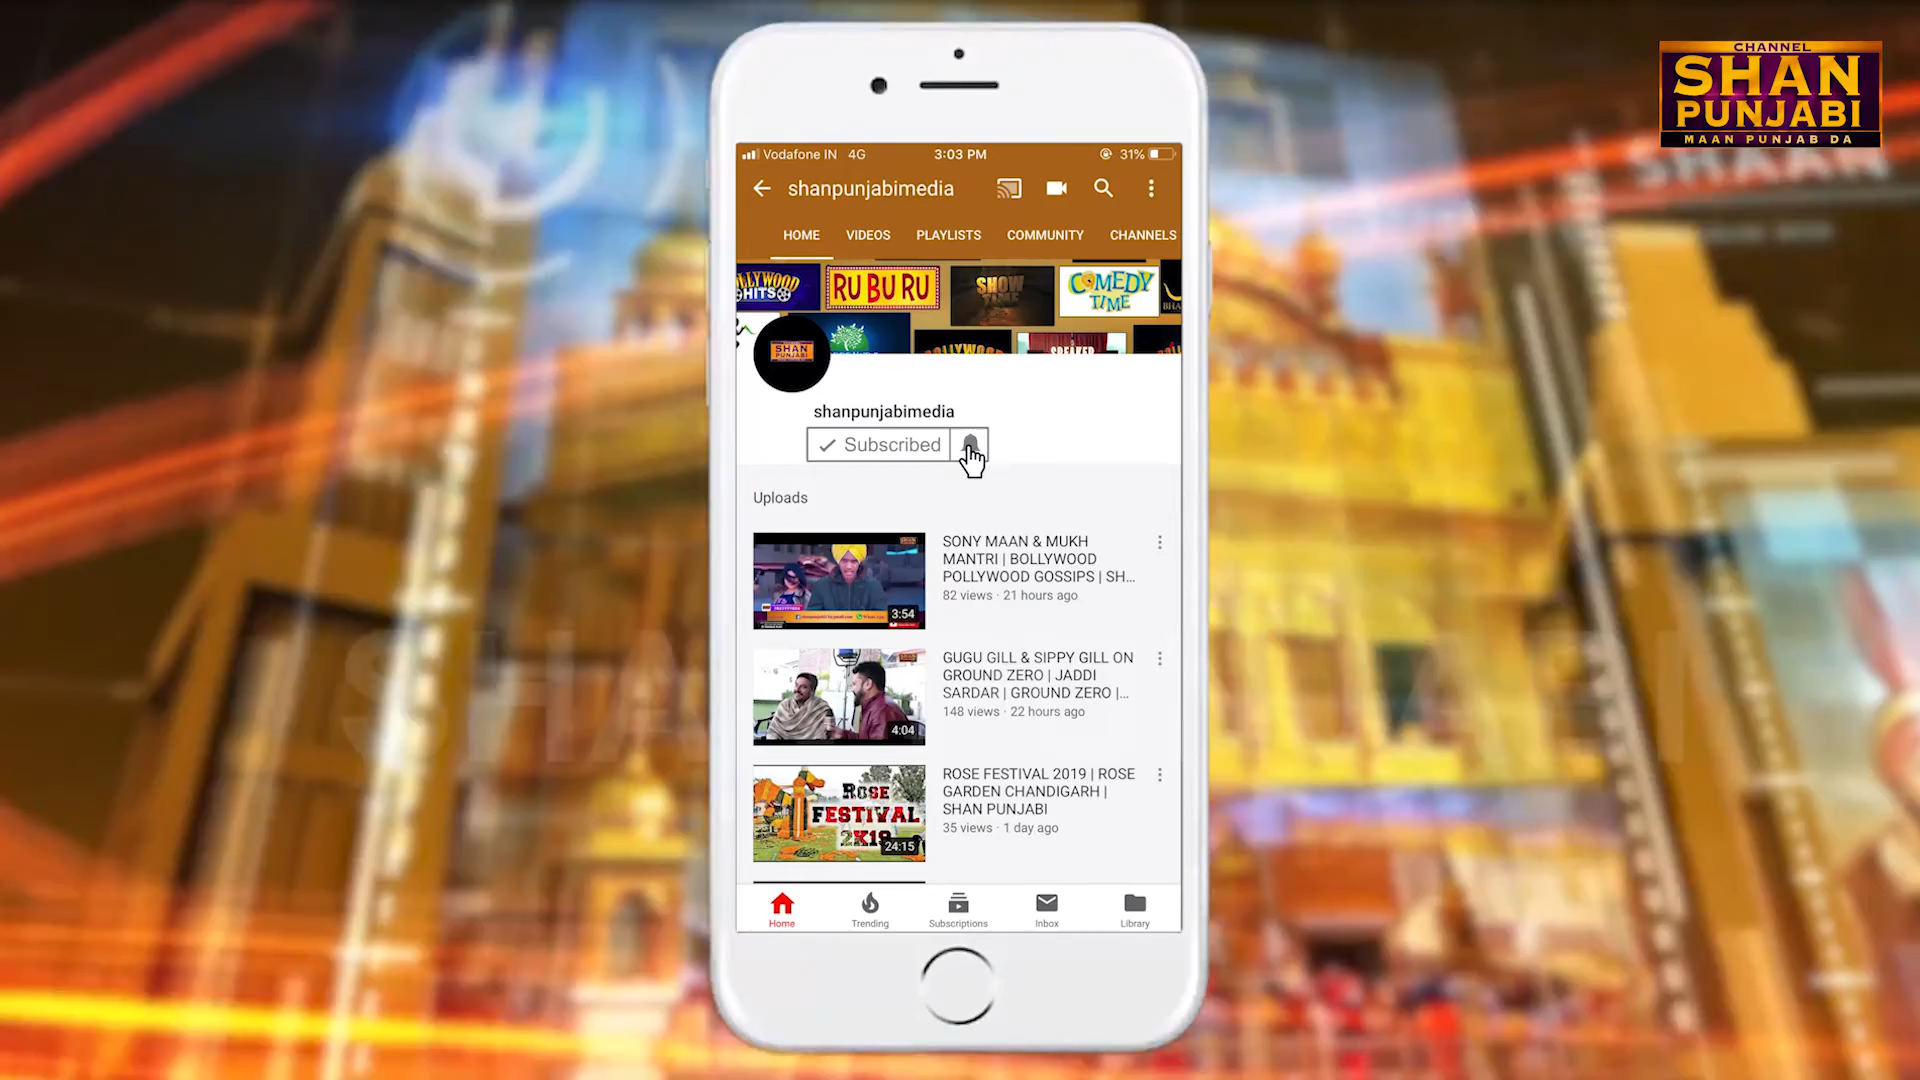 CHANNEL
SHAN
PUNJABI
MAAN PUNJAB DA
Vodafone IN 4G 3:03 PM 31%
shanpunjabimedia
HOME VIDEOS PLAYLISTS COMMUNITY CHANNELS
HITS
RU BU RU
SHOW
TIME
COMEDY
TIME
SHAN
PUNJABI
shanpunjabimedia
Subscribed
Uploads
SONY MAAN & MUKH
MANTRI | BOLLYWOOD
POLLYWOOD GOSSIPS | SH...
82 views · 21 hours ago
3:54
GUGU GILL & SIPPY GILL ON
GROUND ZERO | JADDI
SARDAR | GROUND ZERO |...
148 views · 22 hours ago
4:04
ROSE FESTIVAL 2019 | ROSE
GARDEN CHANDIGARH |
SHAN PUNJABI
35 views · 1 day ago
ROSE
FESTIVAL
2K19
24:15
Home Trending Subscriptions Inbox Library